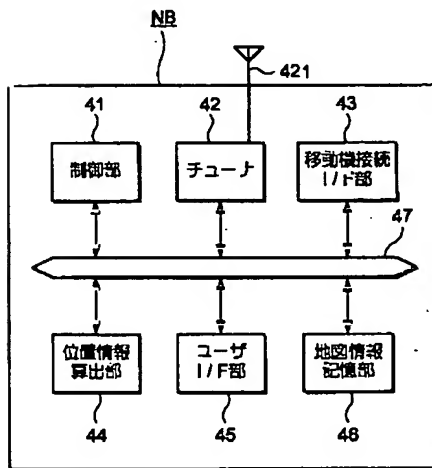 NB
421
41
42
43
制御部
チューナ
移動機接続
I/F部
47
位置情報
算出部
ユーザ
I/F部
地図情報
記憶部
44
45
46